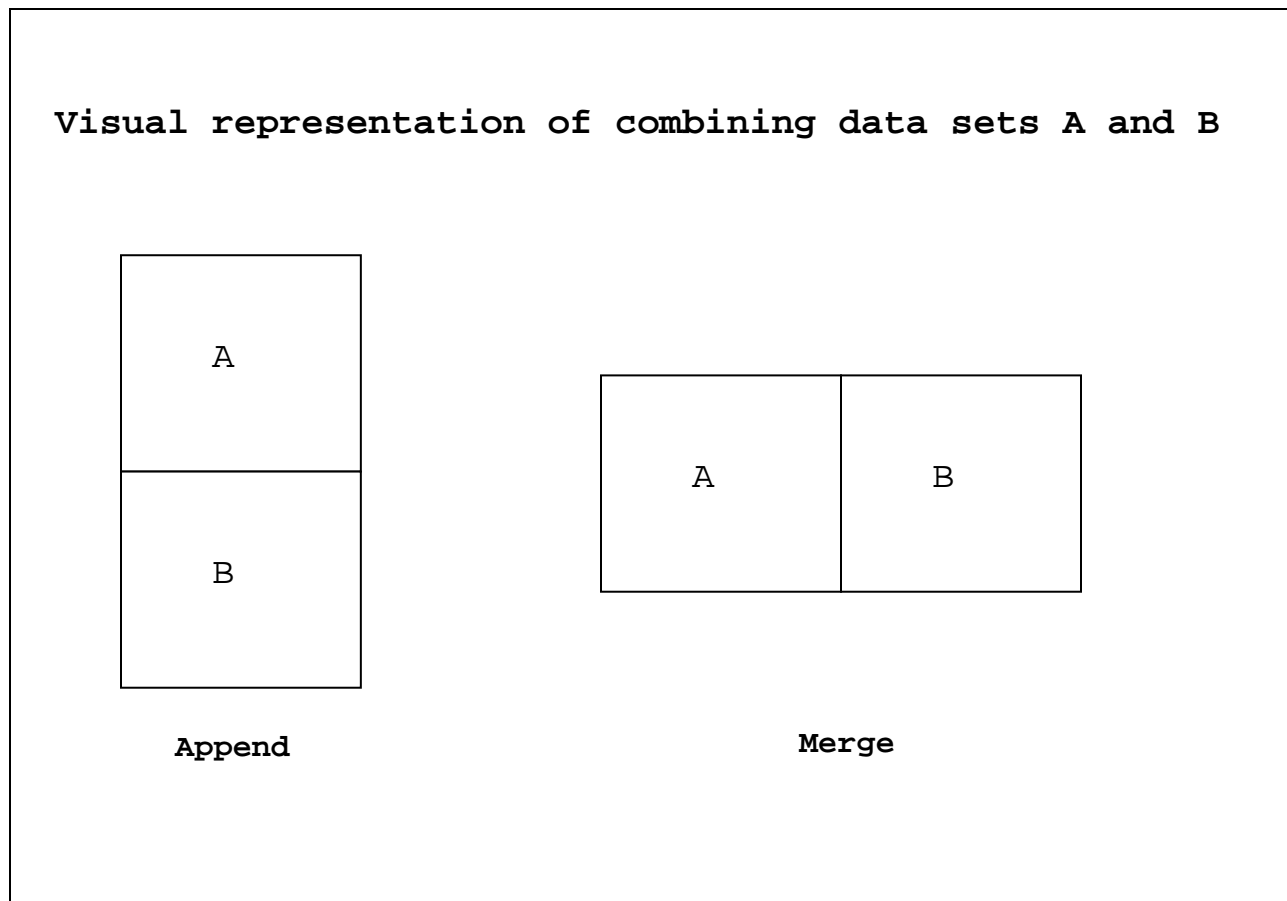 Visual representation of combining data sets A and B
A
B
Append
A B
Merge